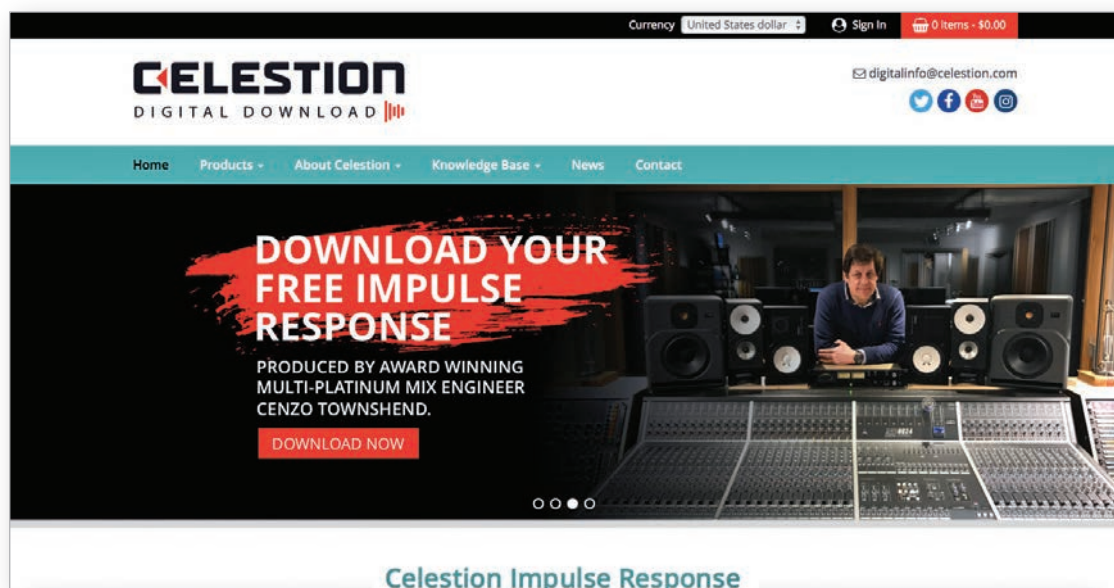 Currency United States dollar Sign In 0 items - $0.00
CELESTION
DIGITAL DOWNLOAD
digitalinfo@celestion.com
You
Tube
Home Products About Celestion Knowledge Base News Contact
DOWNLOAD YOUR
FREE IMPULSE
RESPONSE
PRODUCED BY AWARD WINNING
MULTI-PLATINUM MIX ENGINEER
CENZO TOWNSHEND.
DOWNLOAD NOW
Celestion Impulse Response